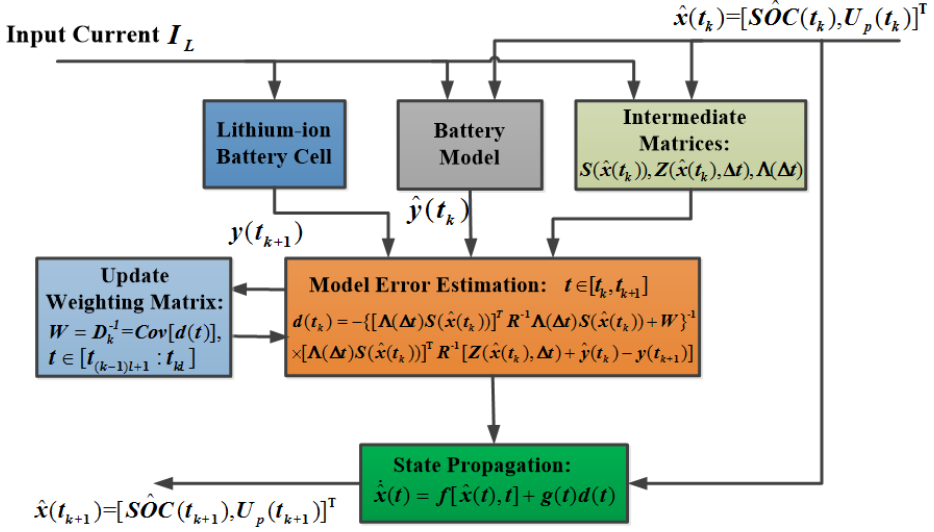 x̂(t_k)=[SÔC(t_k),U_p(t_k)]^T
Input Current I_L
Lithium-ion
Battery Cell
Battery
Model
Intermediate
Matrices:
S(x̂(t_k)),Z(x̂(t_k),Δt),Λ(Δt)
y(t_{k+1})
ŷ(t_k)
Update
Weighting Matrix:
W = D_k^{-1}=Cov[d(t)],
t ∈ [t_{(k-1)l+1} : t_{kl}]
Model Error Estimation: t∈[t_k,t_{k+1}]
d(t_k) = −{[Λ(Δt)S(x̂(t_k))]^T R^{-1} Λ(Δt)S(x̂(t_k)) + W}^{-1}
×[Λ(Δt)S(x̂(t_k))]^T R^{-1}[Z(x̂(t_k),Δt) + ŷ(t_k) − y(t_{k+1})]
State Propagation:
x̂̇(t) = f[x̂(t),t] + g(t)d(t)
x̂(t_{k+1})=[SÔC(t_{k+1}),U_p(t_{k+1})]^T